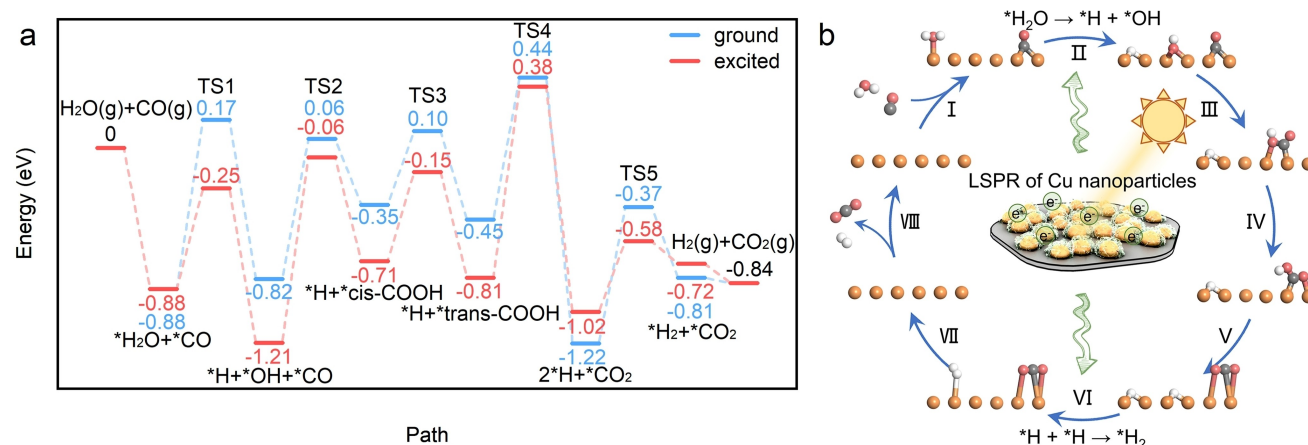 a
Energy (eV)
Path
ground
excited
H₂O(g)+CO(g)
0
-0.88
-0.88
*H₂O+*CO
TS1
0.17
-0.25
-0.82
-1.21
*H+*OH+*CO
TS2
0.06
-0.06
-0.35
-0.71
*H+*cis-COOH
TS3
0.10
-0.15
-0.45
-0.81
*H+*trans-COOH
TS4
0.44
0.38
-1.02
-1.22
2*H+*CO₂
TS5
-0.37
-0.58
-0.72
-0.81
*H₂+*CO₂
H₂(g)+CO₂(g)
-0.84
b
*H₂O → *H + *OH
I
II
III
IV
V
VI
VII
VIII
LSPR of Cu nanoparticles
e⁻
e⁻
e⁻
e⁻
e⁻
e⁻
*H + *H → *H₂